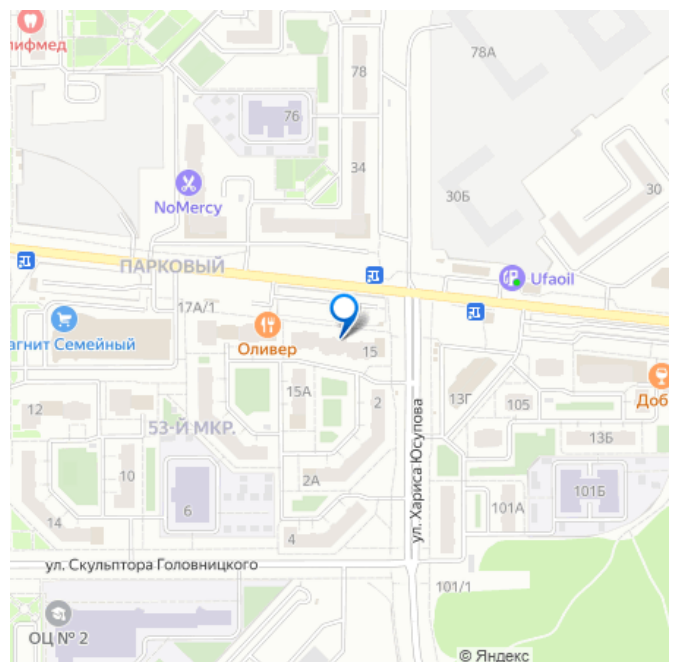 лифмед
78А
78
76
34
30Б
30
NoMercy
ПАРКОВЫЙ
Ufaoil
17А/1
агнит Семейный
Оливер
15
15А
13Г
105
Доб
12
2
53-Й МКР.
ул. Хариса Юсупова
13Б
10
2А
101Б
6
101А
14
4
ул. Скульптора Головницкого
101/1
ОЦ № 2
© Яндекс